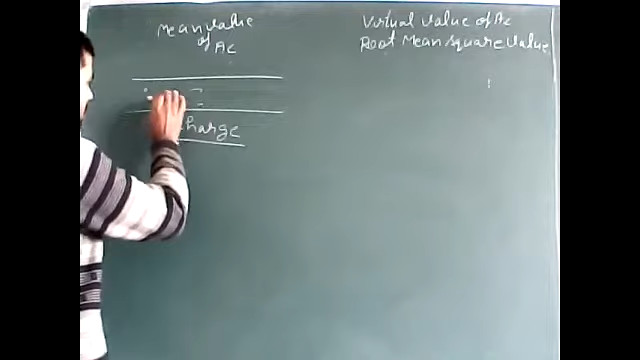 Mean value
of Ac
Virtual value of Ac
Root Mean square value
charge